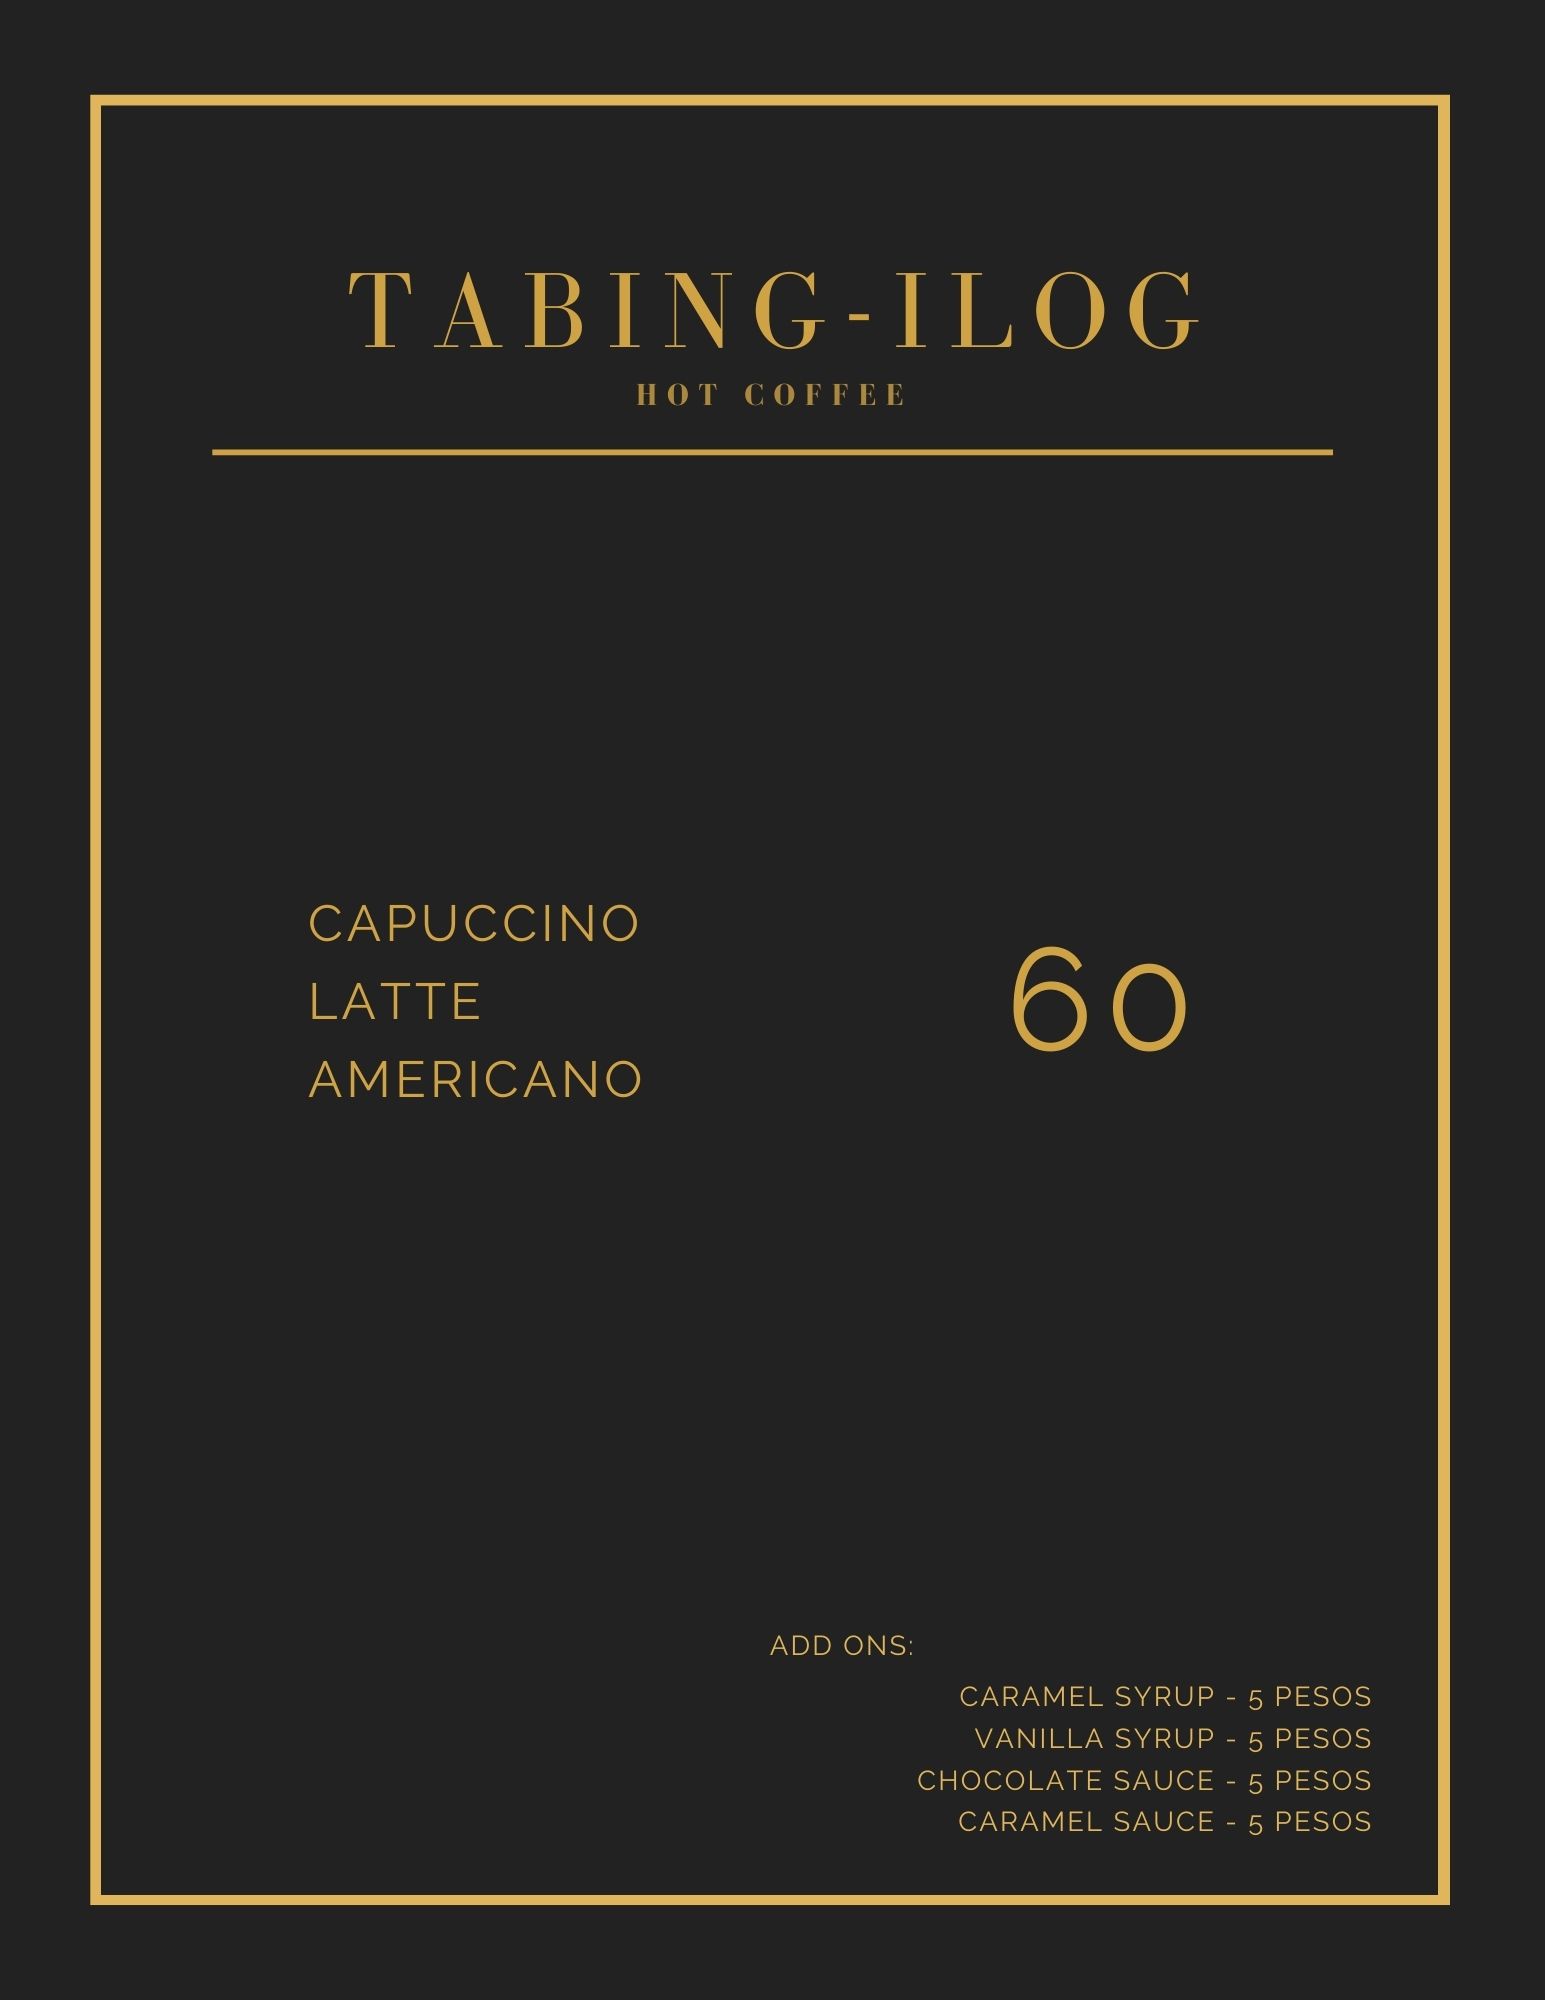 TABING-ILOG
HOT COFFEE
CAPUCCINO
LATTE
AMERICANO
60
ADD ONS:
CARAMEL SYRUP - 5 PESOS
VANILLA SYRUP - 5 PESOS
CHOCOLATE SAUCE - 5 PESOS
CARAMEL SAUCE - 5 PESOS